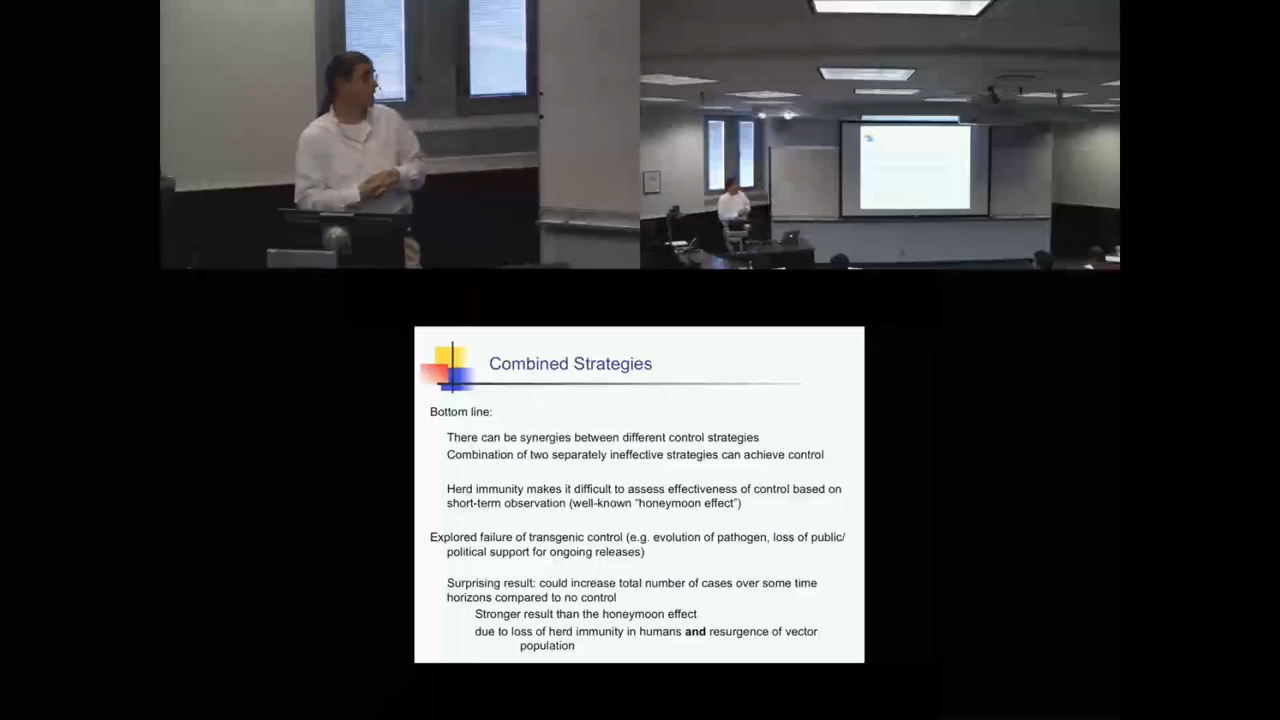 Combined Strategies
Bottom line:
There can be synergies between different control strategies
Combination of two separately ineffective strategies can achieve control
Herd immunity makes it difficult to assess effectiveness of control based on
short-term observation (well-known “honeymoon effect”)
Explored failure of transgenic control (e.g. evolution of pathogen, loss of public/
political support for ongoing releases)
Surprising result: could increase total number of cases over some time
horizons compared to no control
Stronger result than the honeymoon effect
due to loss of herd immunity in humans and resurgence of vector
population